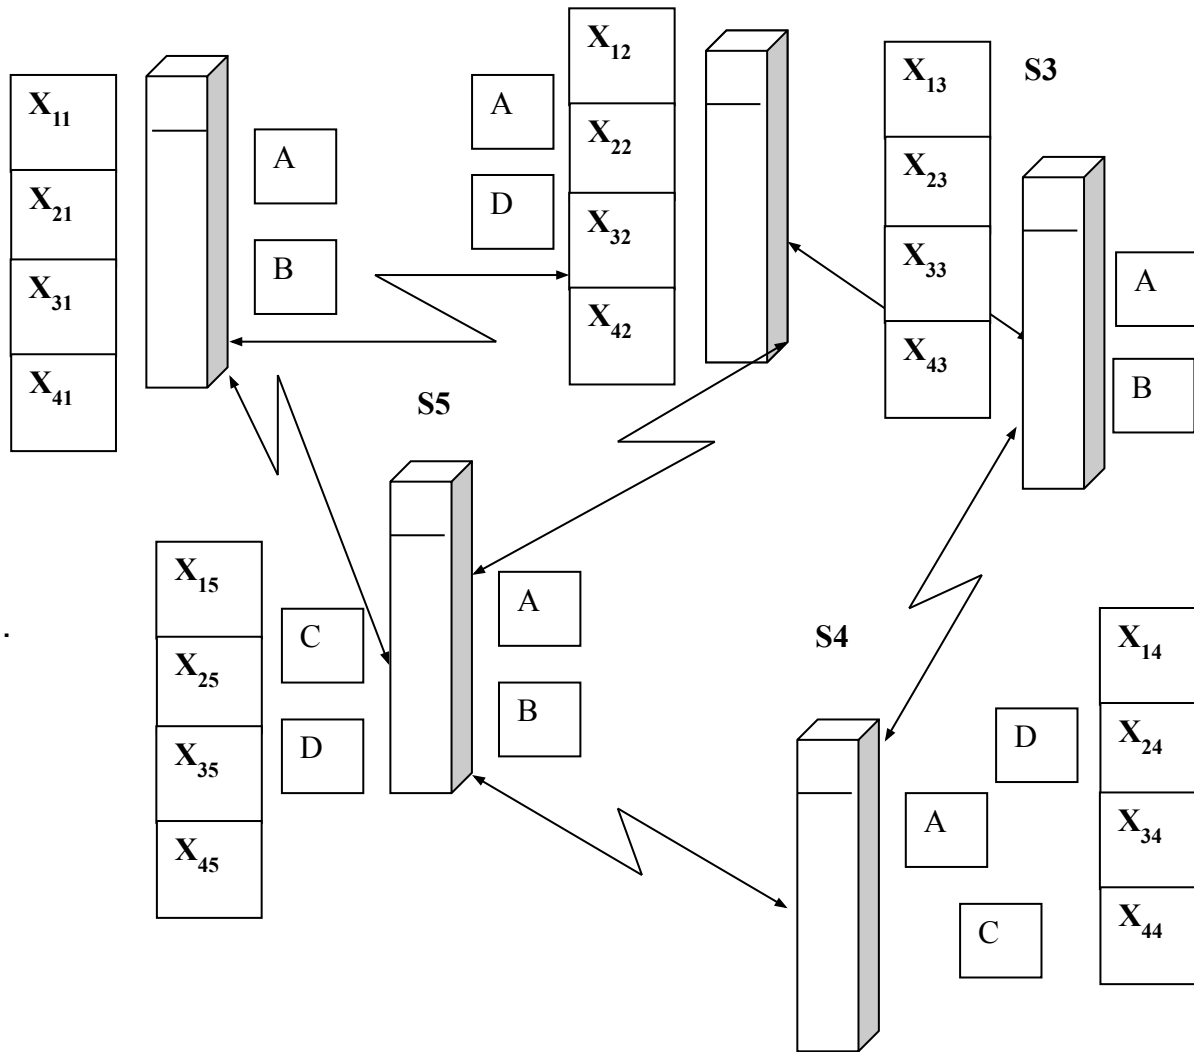 X₁₁
X₂₁
X₃₁
X₄₁
A
B
A
D
X₁₂
X₂₂
X₃₂
X₄₂
X₁₃
X₂₃
X₃₃
X₄₃
S3
A
B
S5
X₁₅
X₂₅
X₃₅
X₄₅
C
D
A
B
.
S4
D
A
C
X₁₄
X₂₄
X₃₄
X₄₄